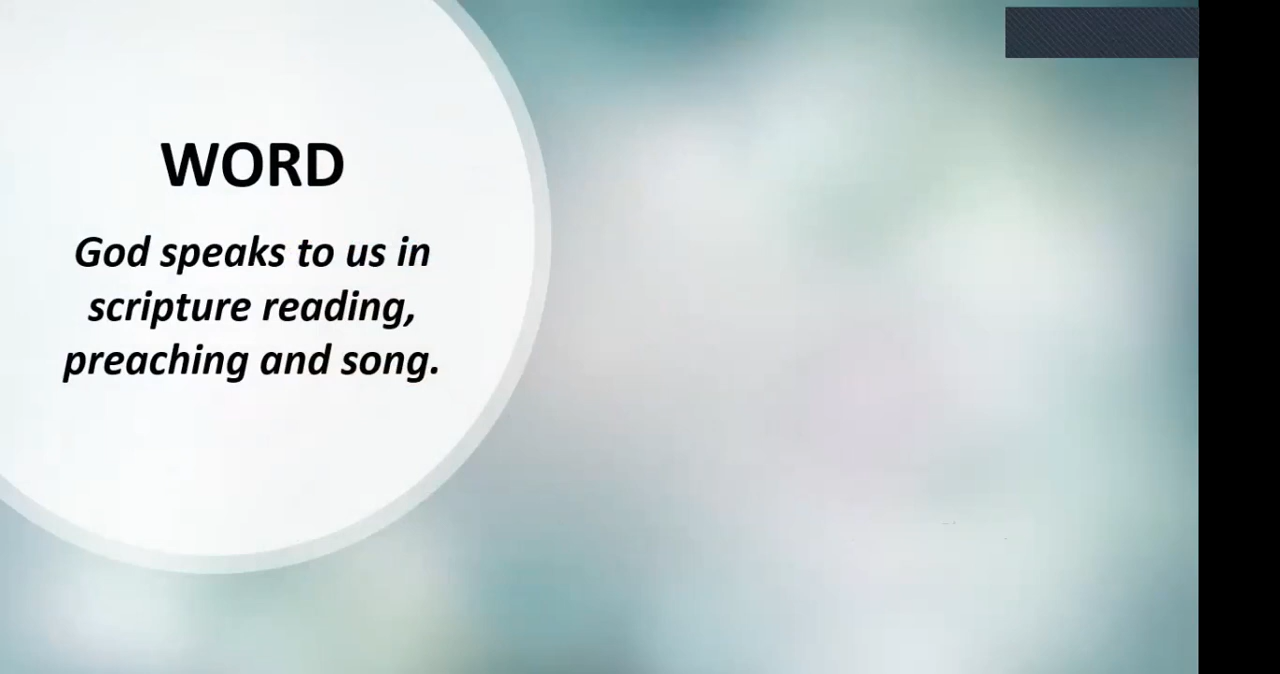 WORD
God speaks to us in
scripture reading,
preaching and song.